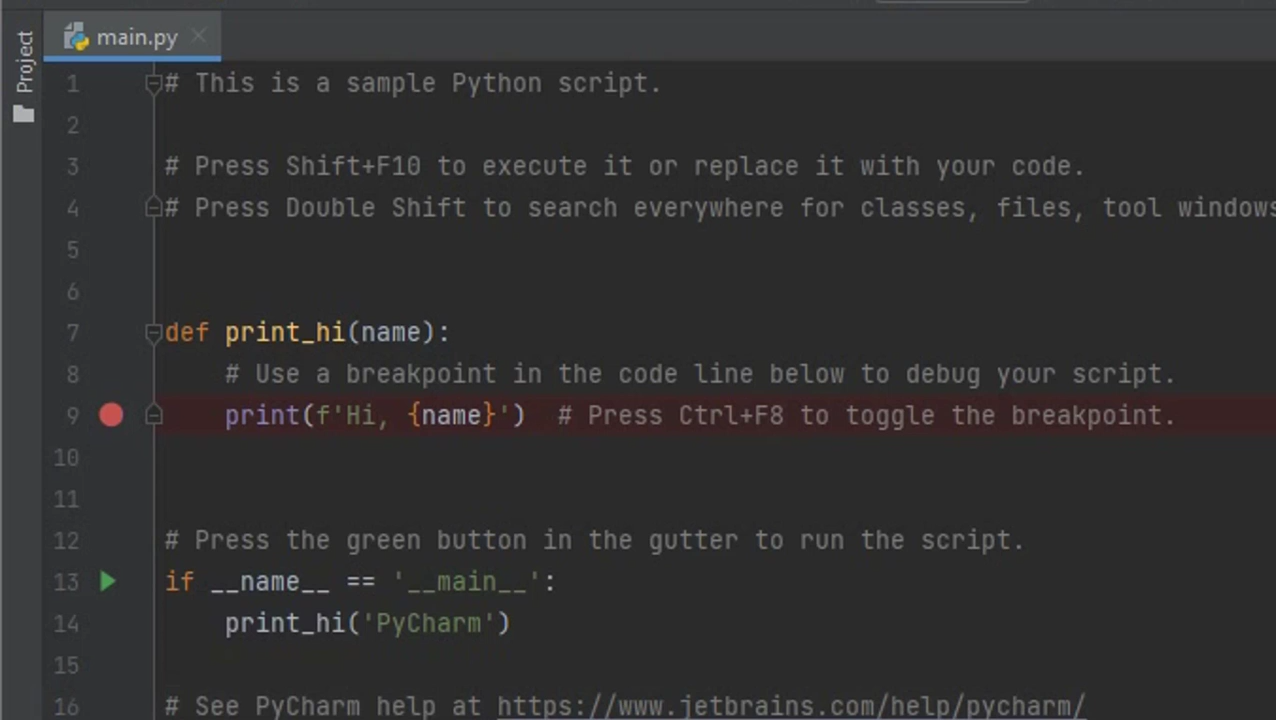 Project
main.py
1 # This is a sample Python script.
2
3 # Press Shift+F10 to execute it or replace it with your code.
4 # Press Double Shift to search everywhere for classes, files, tool windows
5
6
7 def print_hi(name):
8     # Use a breakpoint in the code line below to debug your script.
9     print(f'Hi, {name}')  # Press Ctrl+F8 to toggle the breakpoint.
10
11
12 # Press the green button in the gutter to run the script.
13 if __name__ == '__main__':
14     print_hi('PyCharm')
15
16 # See PyCharm help at https://www.jetbrains.com/help/pycharm/